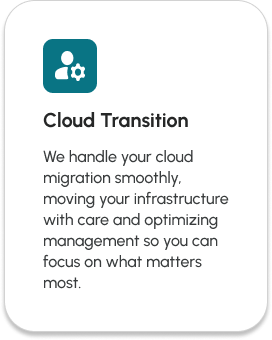 Cloud Transition
We handle your cloud
migration smoothly,
moving your infrastructure
with care and optimizing
management so you can
focus on what matters
most.